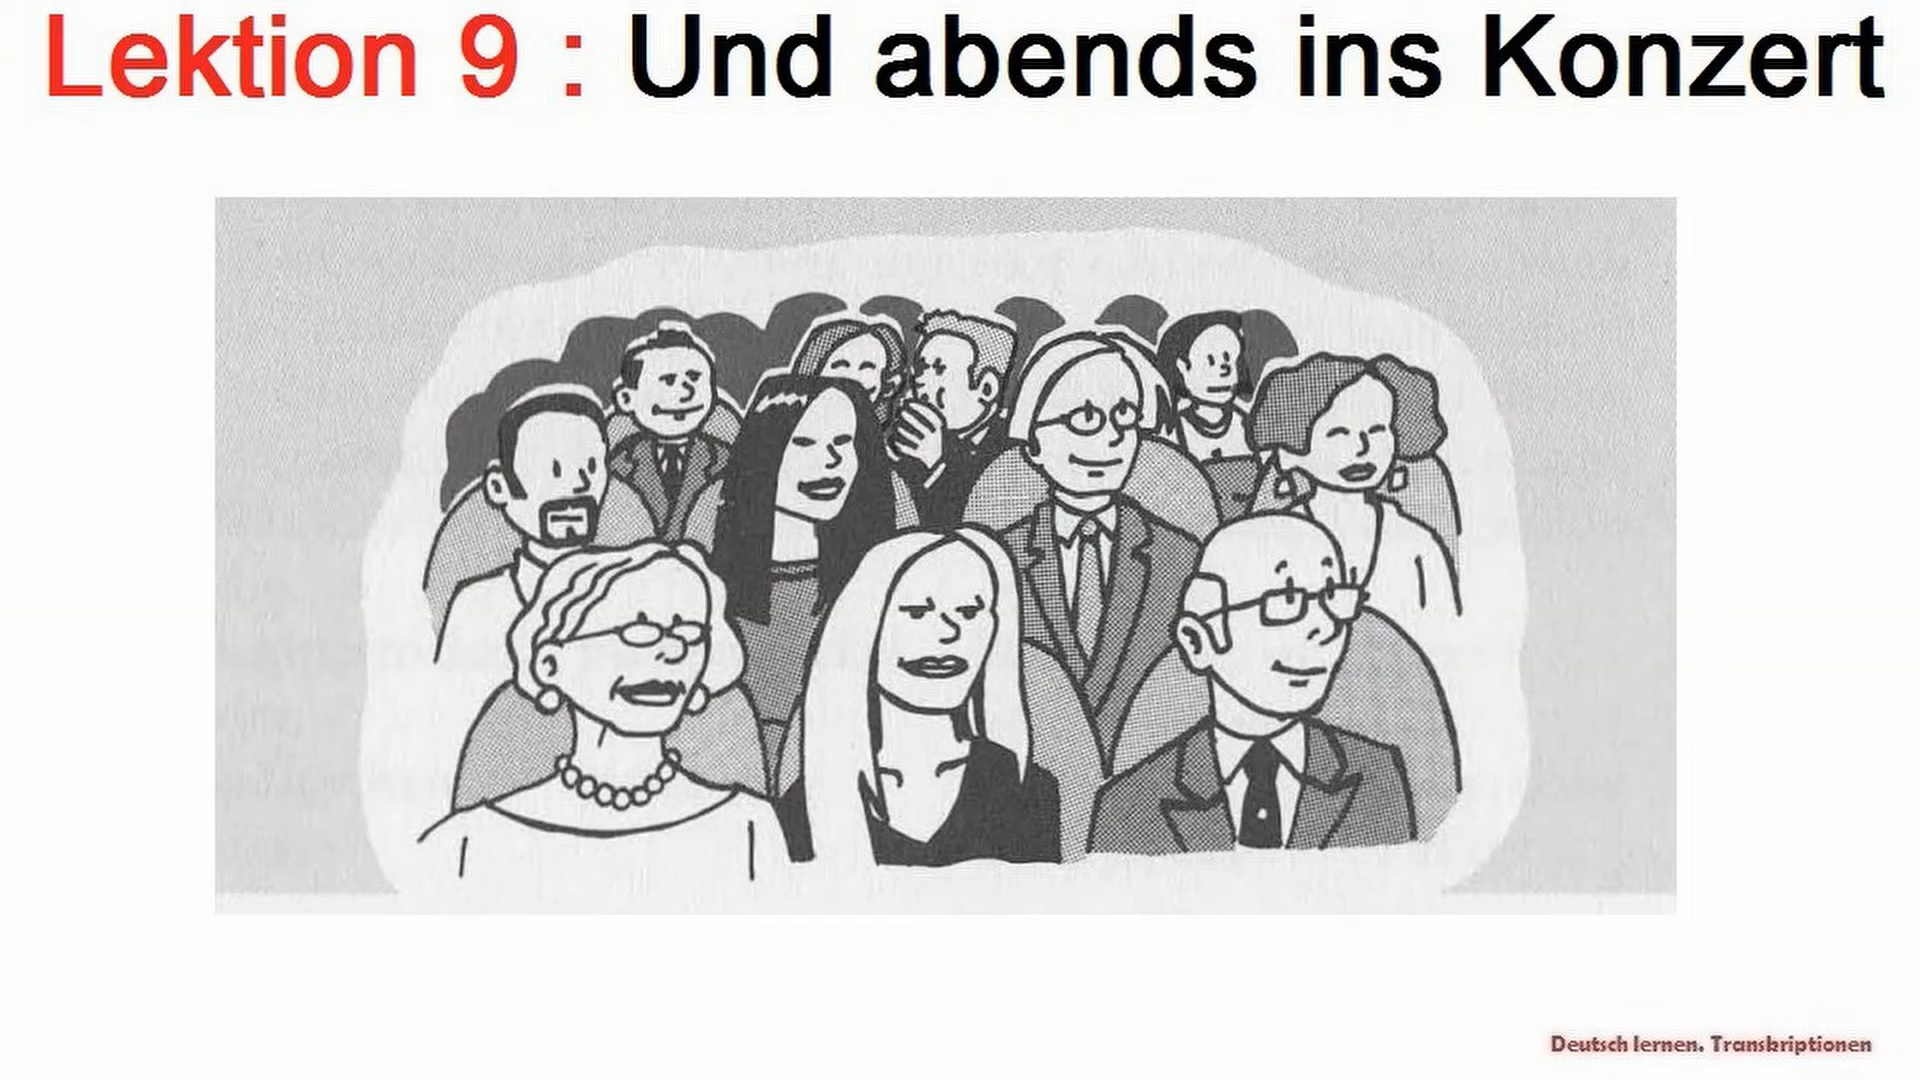 Lektion 9 : Und abends ins Konzert
Deutsch lernen. Transkriptionen